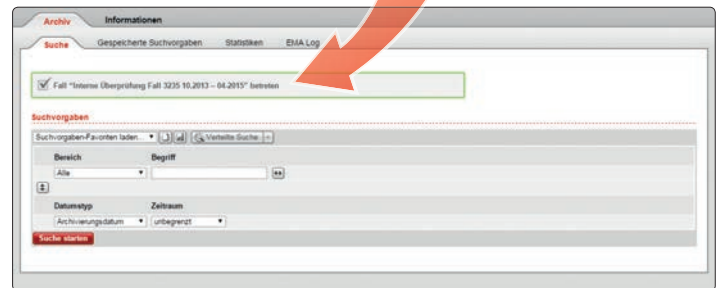 Archiv Informationen
Suche Gespeicherte Suchvorgaben Statistiken EMA Log
Fall "Interne Überprüfung Fall 3235 10.2013 – 04.2015" betreten
Suchvorgaben
Suchvorgaben-Favoriten laden... Verteilte Suche
Bereich Begriff
Alle
Datumstyp Zeitraum
Archivierungsdatum unbegrenzt
Suche starten